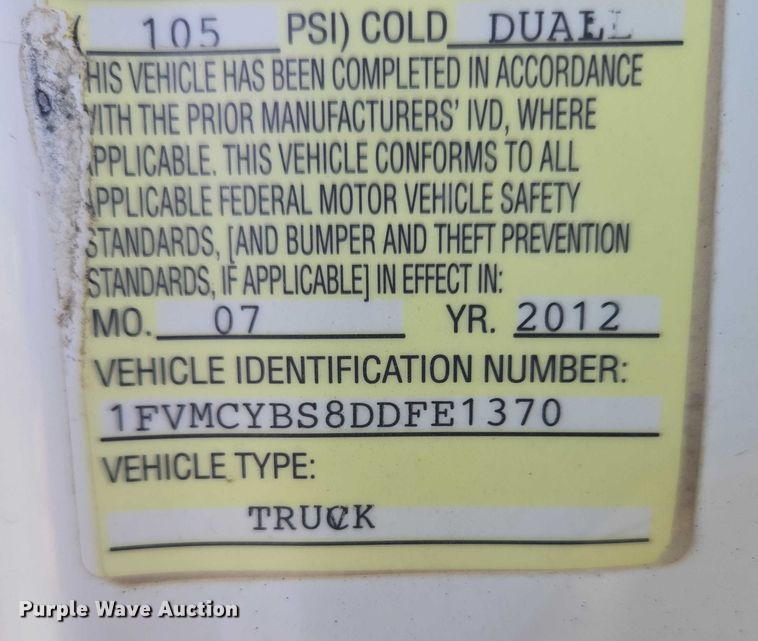 ( 105 PSI) COLD DUAL
HIS VEHICLE HAS BEEN COMPLETED IN ACCORDANCE
WITH THE PRIOR MANUFACTURERS' IVD, WHERE
APPLICABLE. THIS VEHICLE CONFORMS TO ALL
APPLICABLE FEDERAL MOTOR VEHICLE SAFETY
STANDARDS, [AND BUMPER AND THEFT PREVENTION
STANDARDS, IF APPLICABLE] IN EFFECT IN:
MO. 07 YR. 2012
VEHICLE IDENTIFICATION NUMBER:
1FVMCYBS8DDFE1370
VEHICLE TYPE:
TRUCK
Purple Wave Auction